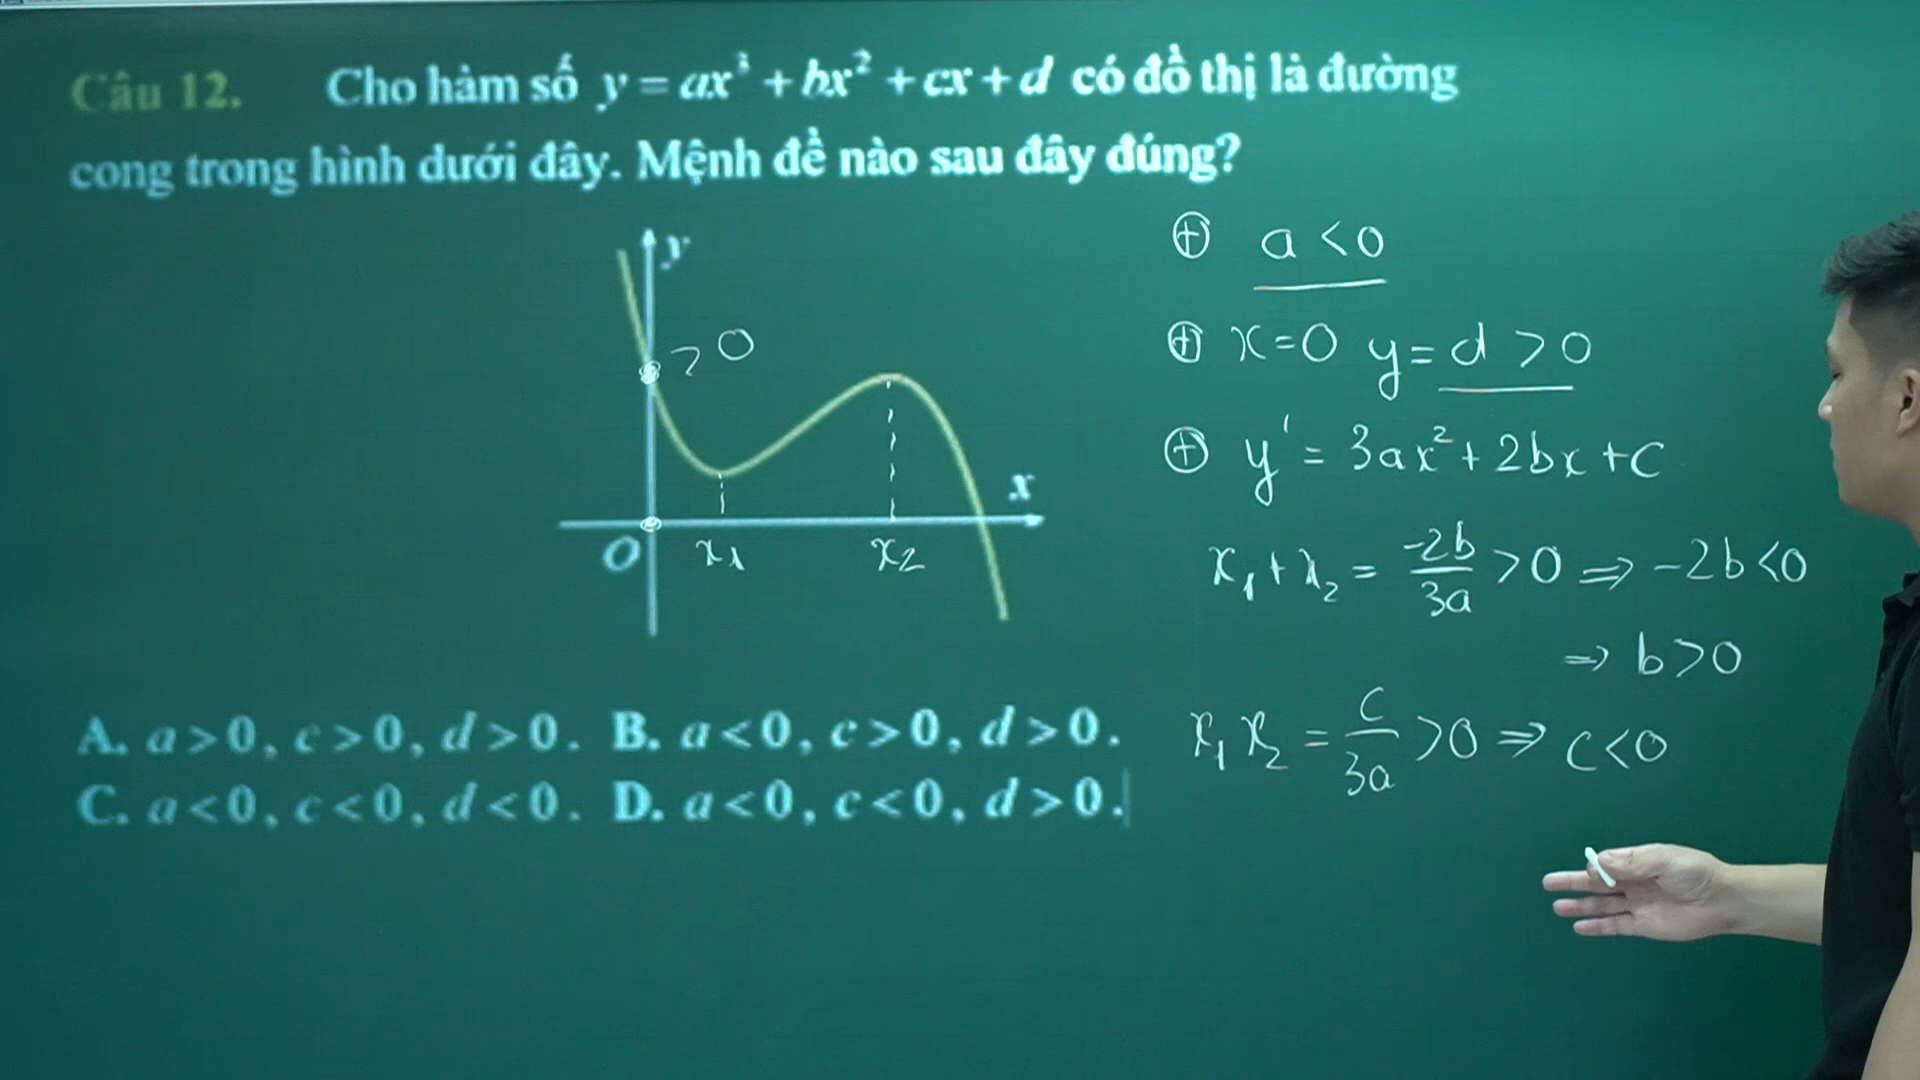 Câu 12. Cho hàm số y = ax³ + bx² + cx + d có đồ thị là đường
cong trong hình dưới đây. Mệnh đề nào sau đây đúng?
y
> 0
x
O
x₁
x₂
A. a > 0, c > 0, d > 0. B. a < 0, c > 0, d > 0.
C. a < 0, c < 0, d < 0. D. a < 0, c < 0, d > 0.
⊕ a < 0
⊕ x = 0 y = d > 0
⊕ y' = 3ax² + 2bx + c
x₁ + x₂ = -2b/3a > 0 ⇒ -2b < 0
⇒ b > 0
x₁ x₂ = c/3a > 0 ⇒ c < 0